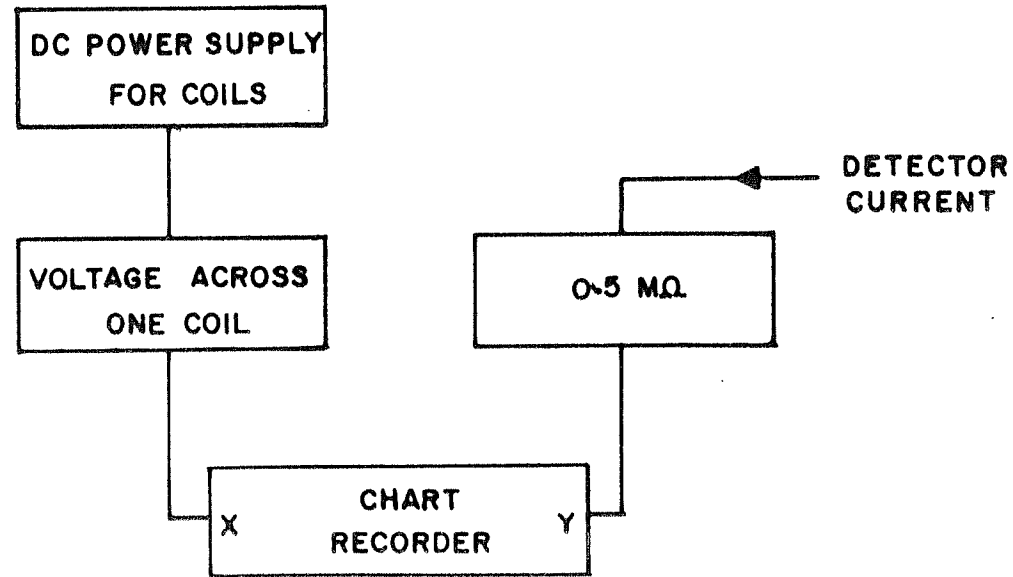 DC POWER SUPPLY
FOR COILS
DETECTOR
CURRENT
VOLTAGE ACROSS
ONE COIL
0.5 MΩ
CHART
RECORDER
X
Y